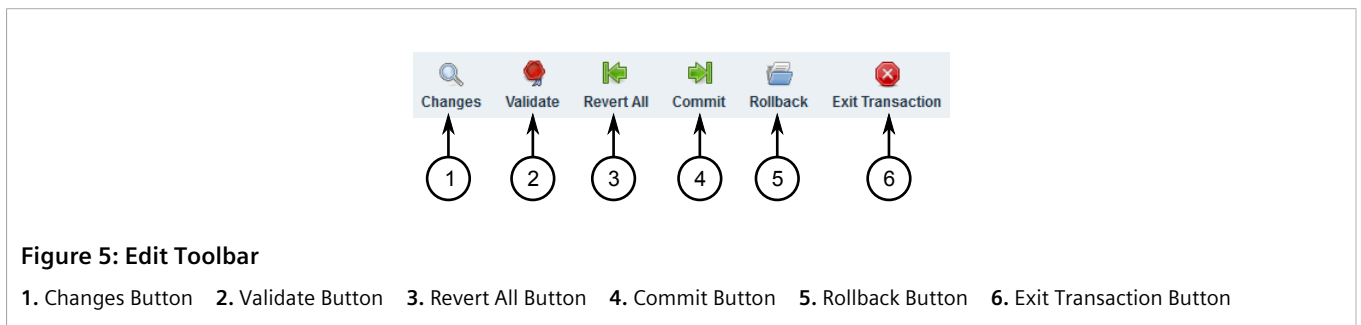 Changes Validate Revert All Commit Rollback Exit Transaction
1 2 3 4 5 6
Figure 5: Edit Toolbar
1. Changes Button 2. Validate Button 3. Revert All Button 4. Commit Button 5. Rollback Button 6. Exit Transaction Button